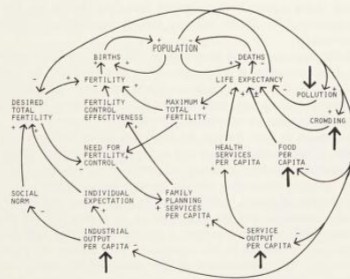 POPULATION
BIRTHS
DEATHS
FERTILITY
LIFE EXPECTANCY
POLLUTION
DESIRED
TOTAL
FERTILITY
FERTILITY
CONTROL
EFFECTIVENESS
MAXIMUM
TOTAL
FERTILITY
CROWDING
NEED FOR
FERTILITY
CONTROL
HEALTH
SERVICES
PER CAPITA
FOOD
PER
CAPITA
SOCIAL
NORM
INDIVIDUAL
EXPECTATION
FAMILY
PLANNING
SERVICES
PER CAPITA
INDUSTRIAL
OUTPUT
PER CAPITA
SERVICE
OUTPUT
PER CAPITA